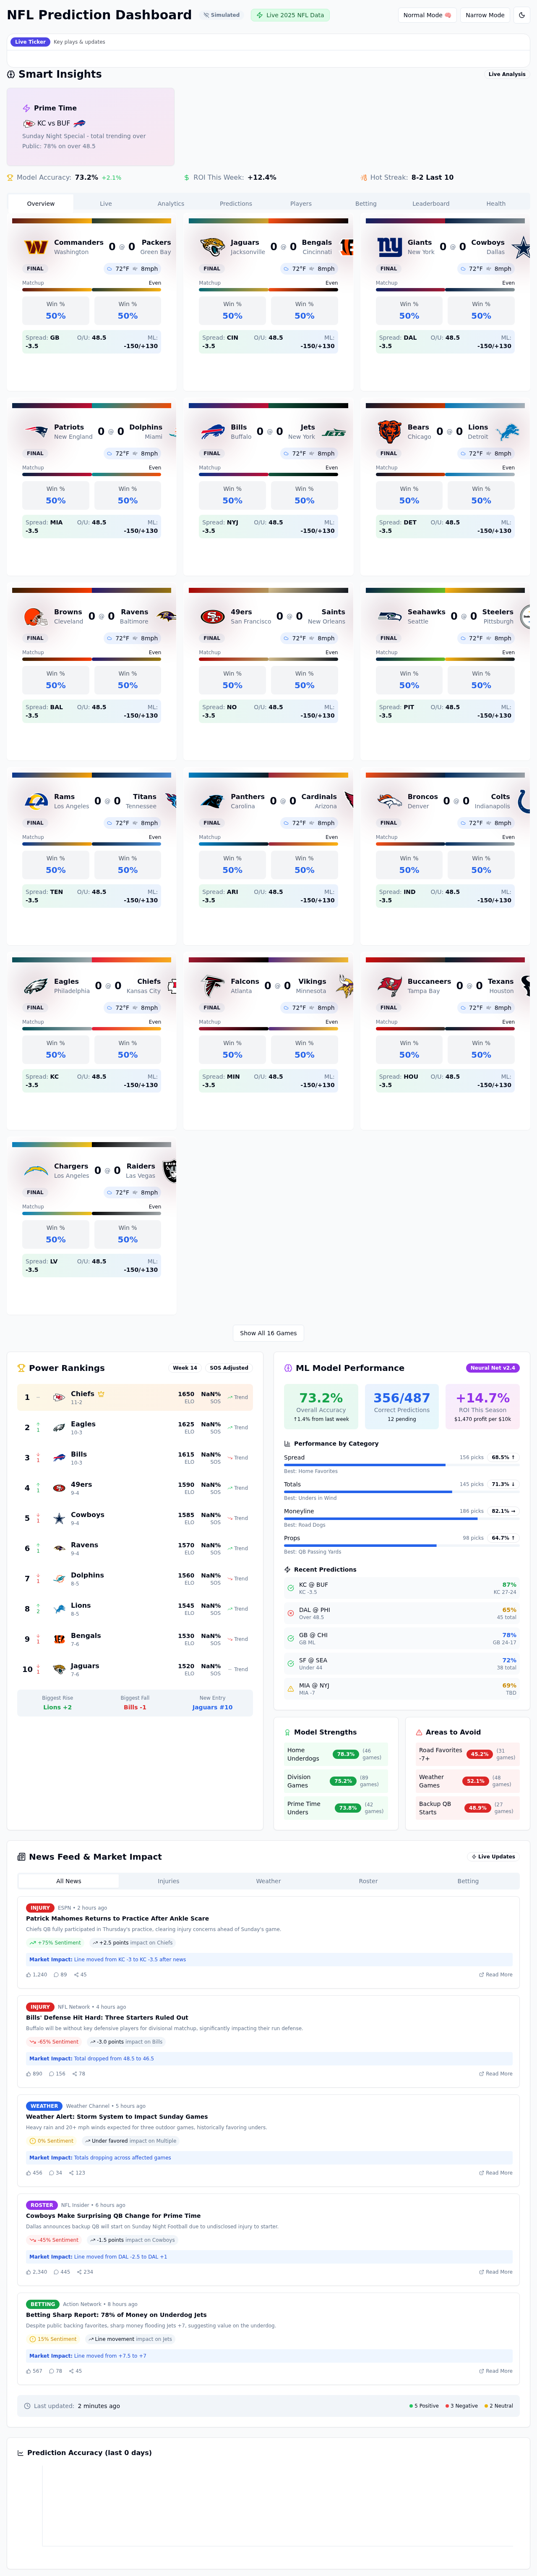 NFL Prediction Dashboard
Simulated
Live 2025 NFL Data
Normal Mode 🧠
Narrow Mode
Live Ticker
Key plays & updates
Smart Insights
Live Analysis
Prime Time
KC vs BUF
Sunday Night Special - total trending over
Public: 78% on over 48.5
Model Accuracy: 73.2% +2.1%
ROI This Week: +12.4%
Hot Streak: 8-2 Last 10
Overview Live Analytics Predictions Players Betting Leaderboard Health
Commanders 0 @ 0 Packers
Washington Green Bay
FINAL 72°F 8mph
Matchup Even
Win % Win %
50% 50%
Spread: GB -3.5 O/U: 48.5 ML: -150/+130
Jaguars 0 @ 0 Bengals
Jacksonville Cincinnati
FINAL 72°F 8mph
Matchup Even
Win % Win %
50% 50%
Spread: CIN -3.5 O/U: 48.5 ML: -150/+130
Giants 0 @ 0 Cowboys
New York Dallas
FINAL 72°F 8mph
Matchup Even
Win % Win %
50% 50%
Spread: DAL -3.5 O/U: 48.5 ML: -150/+130
Patriots 0 @ 0 Dolphins
New England Miami
FINAL 72°F 8mph
Matchup Even
Win % Win %
50% 50%
Spread: MIA -3.5 O/U: 48.5 ML: -150/+130
Bills 0 @ 0 Jets
Buffalo New York
FINAL 72°F 8mph
Matchup Even
Win % Win %
50% 50%
Spread: NYJ -3.5 O/U: 48.5 ML: -150/+130
Bears 0 @ 0 Lions
Chicago Detroit
FINAL 72°F 8mph
Matchup Even
Win % Win %
50% 50%
Spread: DET -3.5 O/U: 48.5 ML: -150/+130
Browns 0 @ 0 Ravens
Cleveland Baltimore
FINAL 72°F 8mph
Matchup Even
Win % Win %
50% 50%
Spread: BAL -3.5 O/U: 48.5 ML: -150/+130
49ers 0 @ 0 Saints
San Francisco New Orleans
FINAL 72°F 8mph
Matchup Even
Win % Win %
50% 50%
Spread: NO -3.5 O/U: 48.5 ML: -150/+130
Seahawks 0 @ 0 Steelers
Seattle Pittsburgh
FINAL 72°F 8mph
Matchup Even
Win % Win %
50% 50%
Spread: PIT -3.5 O/U: 48.5 ML: -150/+130
Rams 0 @ 0 Titans
Los Angeles Tennessee
FINAL 72°F 8mph
Matchup Even
Win % Win %
50% 50%
Spread: TEN -3.5 O/U: 48.5 ML: -150/+130
Panthers 0 @ 0 Cardinals
Carolina Arizona
FINAL 72°F 8mph
Matchup Even
Win % Win %
50% 50%
Spread: ARI -3.5 O/U: 48.5 ML: -150/+130
Broncos 0 @ 0 Colts
Denver Indianapolis
FINAL 72°F 8mph
Matchup Even
Win % Win %
50% 50%
Spread: IND -3.5 O/U: 48.5 ML: -150/+130
Eagles 0 @ 0 Chiefs
Philadelphia Kansas City
FINAL 72°F 8mph
Matchup Even
Win % Win %
50% 50%
Spread: KC -3.5 O/U: 48.5 ML: -150/+130
Falcons 0 @ 0 Vikings
Atlanta Minnesota
FINAL 72°F 8mph
Matchup Even
Win % Win %
50% 50%
Spread: MIN -3.5 O/U: 48.5 ML: -150/+130
Buccaneers 0 @ 0 Texans
Tampa Bay Houston
FINAL 72°F 8mph
Matchup Even
Win % Win %
50% 50%
Spread: HOU -3.5 O/U: 48.5 ML: -150/+130
Chargers 0 @ 0 Raiders
Los Angeles Las Vegas
FINAL 72°F 8mph
Matchup Even
Win % Win %
50% 50%
Spread: LV -3.5 O/U: 48.5 ML: -150/+130
Show All 16 Games
Power Rankings
Week 14
SOS Adjusted
1 Chiefs 11-2 1650 ELO NaN% SOS Trend
2 ↑ 1 Eagles 10-3 1625 ELO NaN% SOS Trend
3 ↓ 1 Bills 10-3 1615 ELO NaN% SOS Trend
4 ↑ 1 49ers 9-4 1590 ELO NaN% SOS Trend
5 ↓ 1 Cowboys 9-4 1585 ELO NaN% SOS Trend
6 ↑ 1 Ravens 9-4 1570 ELO NaN% SOS Trend
7 ↓ 1 Dolphins 8-5 1560 ELO NaN% SOS Trend
8 ↑ 2 Lions 8-5 1545 ELO NaN% SOS Trend
9 ↓ 1 Bengals 7-6 1530 ELO NaN% SOS Trend
10 ↓ 1 Jaguars 7-6 1520 ELO NaN% SOS Trend
Biggest Rise Biggest Fall New Entry
Lions +2 Bills -1 Jaguars #10
ML Model Performance
Neural Net v2.4
73.2% 356/487 +14.7%
Overall Accuracy Correct Predictions ROI This Season
↑1.4% from last week 12 pending $1,470 profit per $10k
Performance by Category
Spread 156 picks 68.5% ↑
Best: Home Favorites
Totals 145 picks 71.3% ↓
Best: Unders in Wind
Moneyline 186 picks 82.1% →
Best: Road Dogs
Props 98 picks 64.7% ↑
Best: QB Passing Yards
Recent Predictions
KC @ BUF 87%
KC -3.5 KC 27-24
DAL @ PHI 65%
Over 48.5 45 total
GB @ CHI 78%
GB ML GB 24-17
SF @ SEA 72%
Under 44 38 total
MIA @ NYJ 69%
MIA -7 TBD
Model Strengths
Home Underdogs 78.3% (46 games)
Division Games 75.2% (89 games)
Prime Time Unders 73.8% (42 games)
Areas to Avoid
Road Favorites -7+ 45.2% (31 games)
Weather Games 52.1% (48 games)
Backup QB Starts 48.9% (27 games)
News Feed & Market Impact
Live Updates
All News Injuries Weather Roster Betting
INJURY ESPN • 2 hours ago
Patrick Mahomes Returns to Practice After Ankle Scare
Chiefs QB fully participated in Thursday's practice, clearing injury concerns ahead of Sunday's game.
+75% Sentiment +2.5 points impact on Chiefs
Market Impact: Line moved from KC -3 to KC -3.5 after news
1,240 89 45 Read More
INJURY NFL Network • 4 hours ago
Bills' Defense Hit Hard: Three Starters Ruled Out
Buffalo will be without key defensive players for divisional matchup, significantly impacting their run defense.
-65% Sentiment -3.0 points impact on Bills
Market Impact: Total dropped from 48.5 to 46.5
890 156 78 Read More
WEATHER Weather Channel • 5 hours ago
Weather Alert: Storm System to Impact Sunday Games
Heavy rain and 20+ mph winds expected for three outdoor games, historically favoring unders.
0% Sentiment Under favored impact on Multiple
Market Impact: Totals dropping across affected games
456 34 123 Read More
ROSTER NFL Insider • 6 hours ago
Cowboys Make Surprising QB Change for Prime Time
Dallas announces backup QB will start on Sunday Night Football due to undisclosed injury to starter.
-45% Sentiment -1.5 points impact on Cowboys
Market Impact: Line moved from DAL -2.5 to DAL +1
2,340 445 234 Read More
BETTING Action Network • 8 hours ago
Betting Sharp Report: 78% of Money on Underdog Jets
Despite public backing favorites, sharp money flooding Jets +7, suggesting value on the underdog.
15% Sentiment Line movement impact on Jets
Market Impact: Line moved from +7.5 to +7
567 78 45 Read More
Last updated: 2 minutes ago
5 Positive 3 Negative 2 Neutral
Prediction Accuracy (last 0 days)